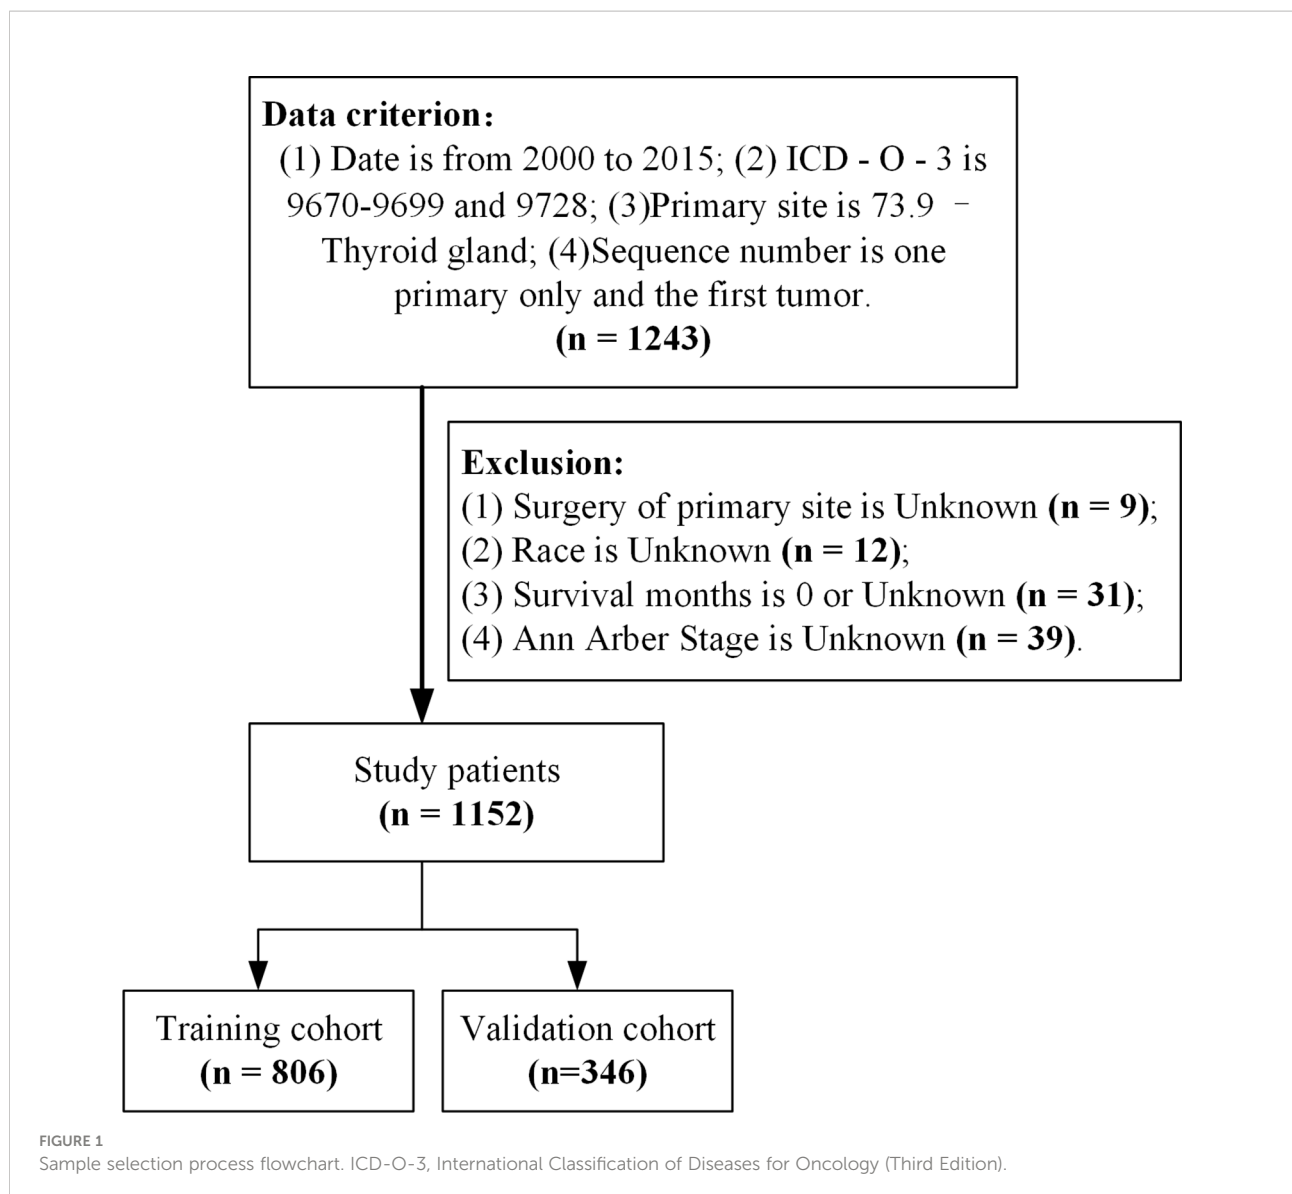 Data criterion:
(1) Date is from 2000 to 2015; (2) ICD - O - 3 is
9670-9699 and 9728; (3)Primary site is 73.9 –
Thyroid gland; (4)Sequence number is one
primary only and the first tumor.
(n = 1243)
Exclusion:
(1) Surgery of primary site is Unknown (n = 9);
(2) Race is Unknown (n = 12);
(3) Survival months is 0 or Unknown (n = 31);
(4) Ann Arber Stage is Unknown (n = 39).
Study patients
(n = 1152)
Training cohort
(n = 806)
Validation cohort
(n=346)
FIGURE 1
Sample selection process flowchart. ICD-O-3, International Classification of Diseases for Oncology (Third Edition).